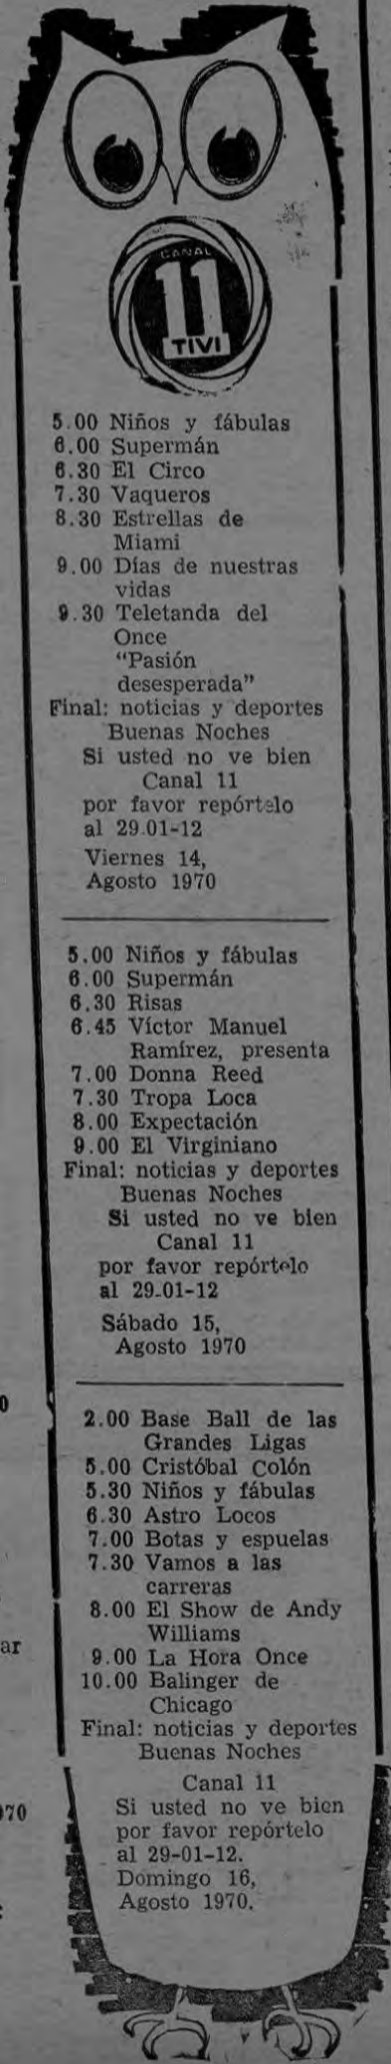 CANAL
11
TIVI
5.00 Niños y fábulas
6.00 Supermán
6.30 El Circo
7.30 Vaqueros
8.30 Estrellas de
Miami
9.00 Días de nuestras
vidas
9.30 Teletanda del
Once
“Pasión
desesperada”
Final: noticias y deportes
Buenas Noches
Si usted no ve bien
Canal 11
por favor repórtelo
al 29.01-12
Viernes 14,
Agosto 1970
5.00 Niños y fábulas
6.00 Supermán
6.30 Risas
6.45 Víctor Manuel
Ramírez, presenta
7.00 Donna Reed
7.30 Tropa Loca
8.00 Expectación
9.00 El Virginiano
Final: noticias y deportes
Buenas Noches
Si usted no ve bien
Canal 11
por favor repórtelo
al 29-01-12
Sábado 15,
Agosto 1970
2.00 Base Ball de las
Grandes Ligas
5.00 Cristóbal Colón
5.30 Niños y fábulas
6.30 Astro Locos
7.00 Botas y espuelas
7.30 Vamos a las
carreras
8.00 El Show de Andy
Williams
9.00 La Hora Once
10.00 Balinger de
Chicago
Final: noticias y deportes
Buenas Noches
Canal 11
Si usted no ve bien
por favor repórtelo
al 29-01-12.
Domingo 16,
Agosto 1970.
0
ar
970